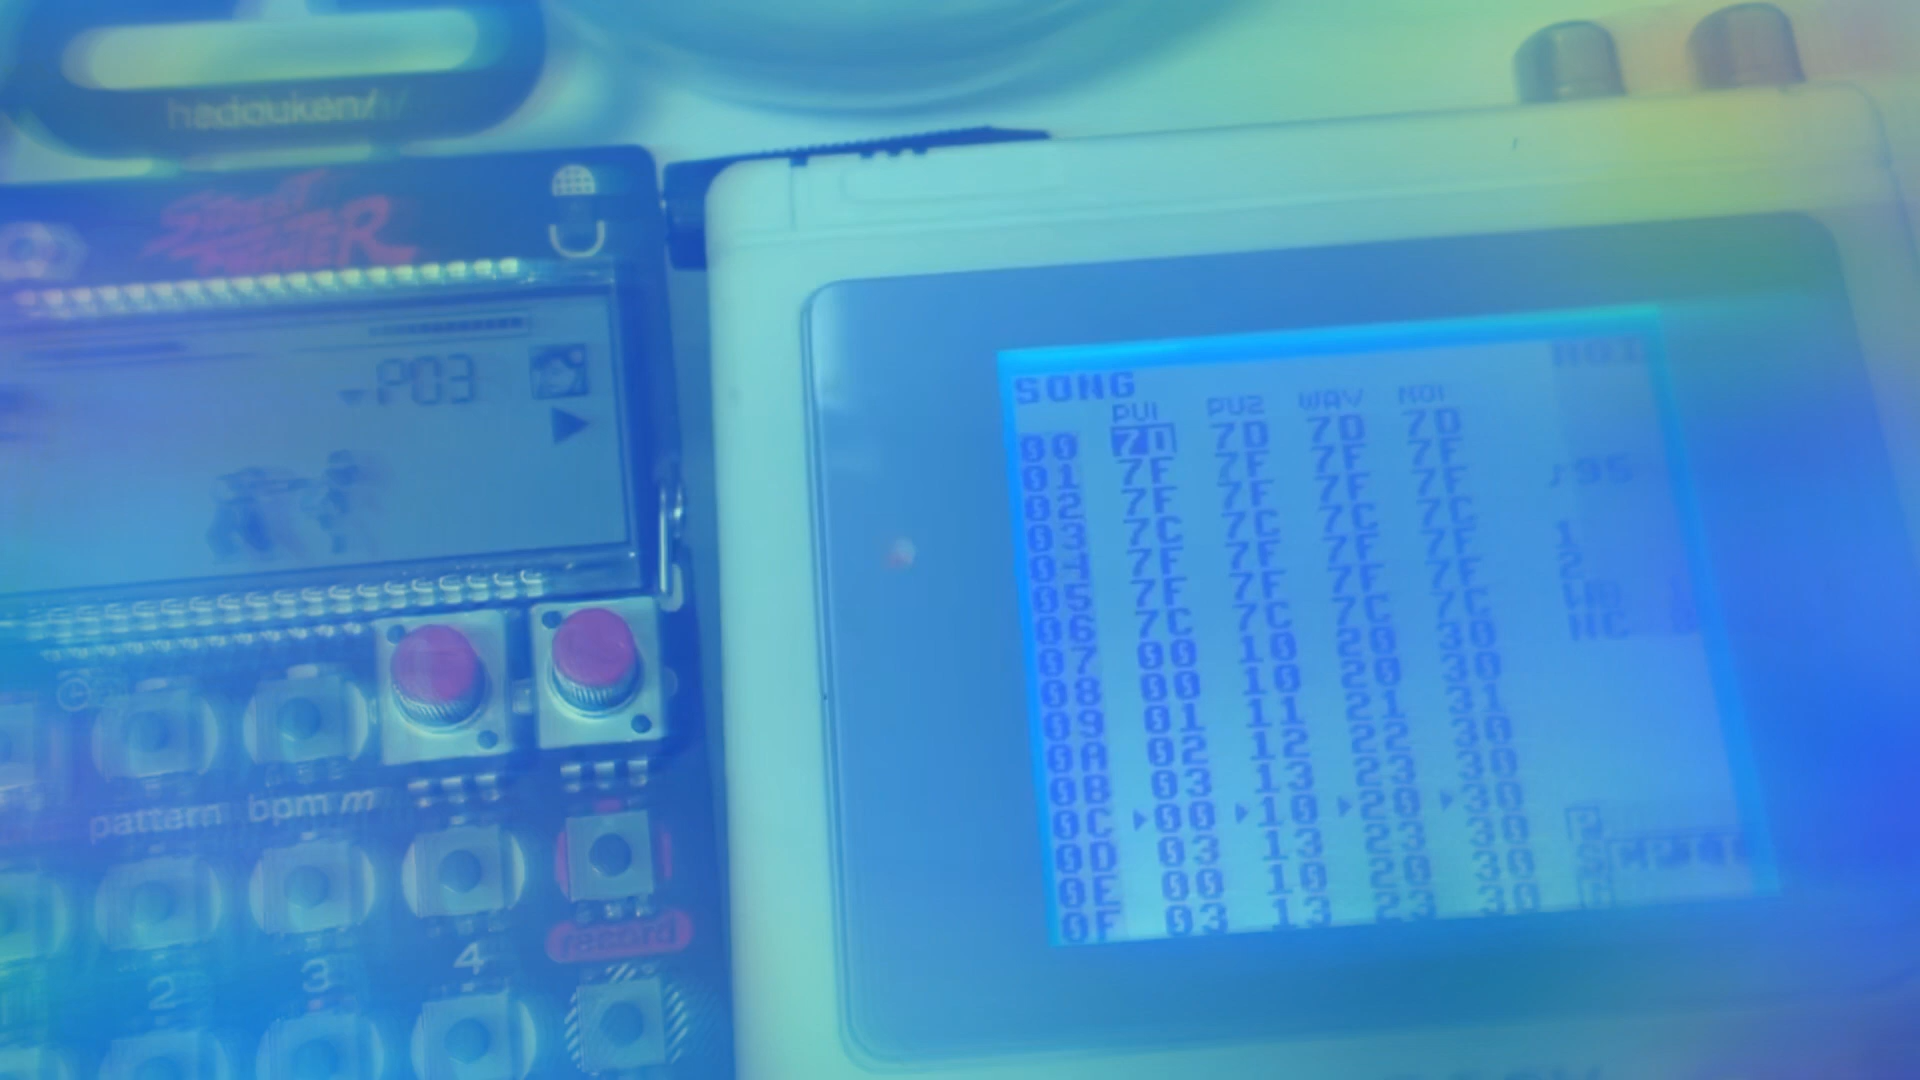 hadouken/
STREET
FIGHTER
P03
pattern bpm m
record
2 3 4
SONG
PU1 PU2 WAV NOI
00 7D 7D 7D 7D
01 7F 7F 7F 7F
02 7F 7F 7F 7F
03 7C 7C 7C 7C
04 7F 7F 7F 7F
05 7F 7F 7F 7F
06 7C 7C 7C 7C
07 00 10 20 30
08 00 10 20 30
09 01 11 21 31
0A 02 12 22 30
0B 03 13 23 30
0C 00 10 20 30
0D 03 13 23 30
0E 00 10 20 30
0F 03 13 23 30
NOI
♪95
1
2